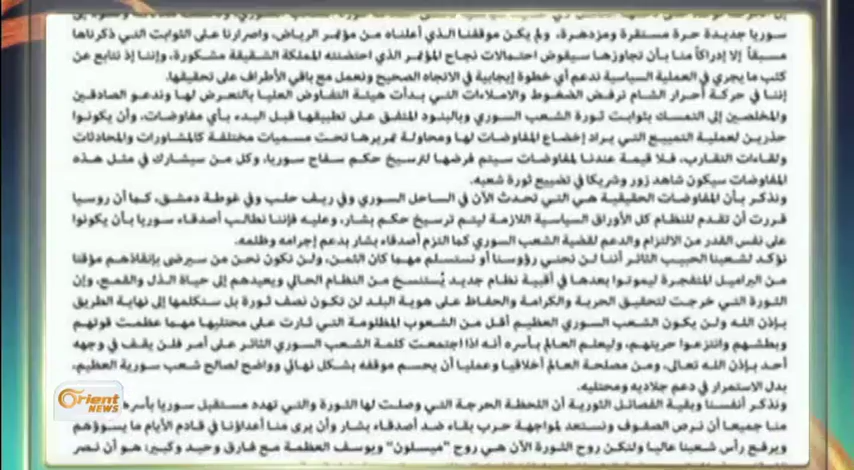 سوريا جديدة حرة مستقرة ومزدهرة، ولم يكن موقفنا الذي أعلناه من مؤتمر الرياض، واصرارنا على الثوابت التي ذكرناها
مسبقاً إلا إدراكاً منا بأن تجاوزها سيقوض احتمالات نجاح المؤتمر الذي احتضنته المملكة الشقيقة مشكورة، وإننا إذ نتابع عن
كثب ما يجري في العملية السياسية ندعم أي خطوة إيجابية في الاتجاه الصحيح ونعمل مع باقي الأطراف على تحقيقها.
إننا في حركة أحرار الشام نرفض الضغوط والاملاءات التي بدأت هيئة التفاوض العليا بالتعرض لها وندعو الصادقين
والمخلصين إلى التمسك بثوابت ثورة الشعب السوري وبالبنود المتفق على تطبيقها قبل البدء بأي مفاوضات، وأن يكونوا
حذرين لعملية التمييع التي يراد إخضاع المفاوضات لها ومحاولة تمريرها تحت مسميات مختلفة كالمشاورات والمحادثات
ولقاءات التقارب، فلا قيمة عندنا لمفاوضات سيتم فرضها لترسيخ حكم سفاح سوريا، وكل من سيشارك في مثل هذه
المفاوضات سيكون شاهد زور وشريكا في تضييع ثورة شعبه.
ونذكر بأن المفاوضات الحقيقية هي التي تحدث الآن في الساحل السوري وفي ريف حلب وفي غوطة دمشق، كما أن روسيا
قررت أن تقدم للنظام كل الأوراق السياسية اللازمة ليتم ترسيخ حكم بشار، وعليه فإننا نطالب أصدقاء سوريا بأن يكونوا
على نفس القدر من الالتزام والدعم لقضية الشعب السوري كما التزم أصدقاء بشار بدعم إجرامه وظلمه.
نؤكد لشعبنا الحبيب الثائر أننا لن نحني رؤوسنا أو نستسلم مهما كان الثمن، ولن نكون نحن من سيرضى بإنقاذهم مؤقتا
من البراميل المتفجرة ليموتوا بعدها في أقبية نظام جديد يُستنسخ من النظام الحالي ويعيدهم إلى حياة الذل والقمع، وإن
الثورة التي خرجت لتحقيق الحرية والكرامة والحفاظ على هوية البلد لن تكون نصف ثورة بل سنكملها إلى نهاية الطريق
بإذن الله ولن يكون الشعب السوري العظيم أقل من الشعوب المظلومة التي ثارت على محتليها مهما عظمت قوتهم
وبطشهم وانتزعوا حريتهم، وليعلم العالم بأسره أنه اذا اجتمعت كلمة الشعب السوري الثائر على أمر فلن يقف في وجهه
أحد بإذن الله تعالى، ومن مصلحة العالم أخلاقيا وعمليا أن يحسم موقفه بشكل نهائي وواضح لصالح شعب سورية العظيم،
بدل الاستمرار في دعم جلاديه ومحتليه.
ونذكر أنفسنا وبقية الفصائل الثورية أن اللحظة الحرجة التي وصلت لها الثورة والتي تهدد مستقبل سوريا بأسره
منا جميعا أن نرص الصفوف ونستعد لمواجهة حرب بقاء ضد أصدقاء بشار وأن يرى منا أعداؤنا في قادم الأيام ما يسوؤهم
ويرفع رأس شعبنا عاليا ولتكن روح الثورة الآن هي روح "ميسلون" ويوسف العظمة مع فارق وحيد وكبير: هو أن نصر
Orient
NEWS